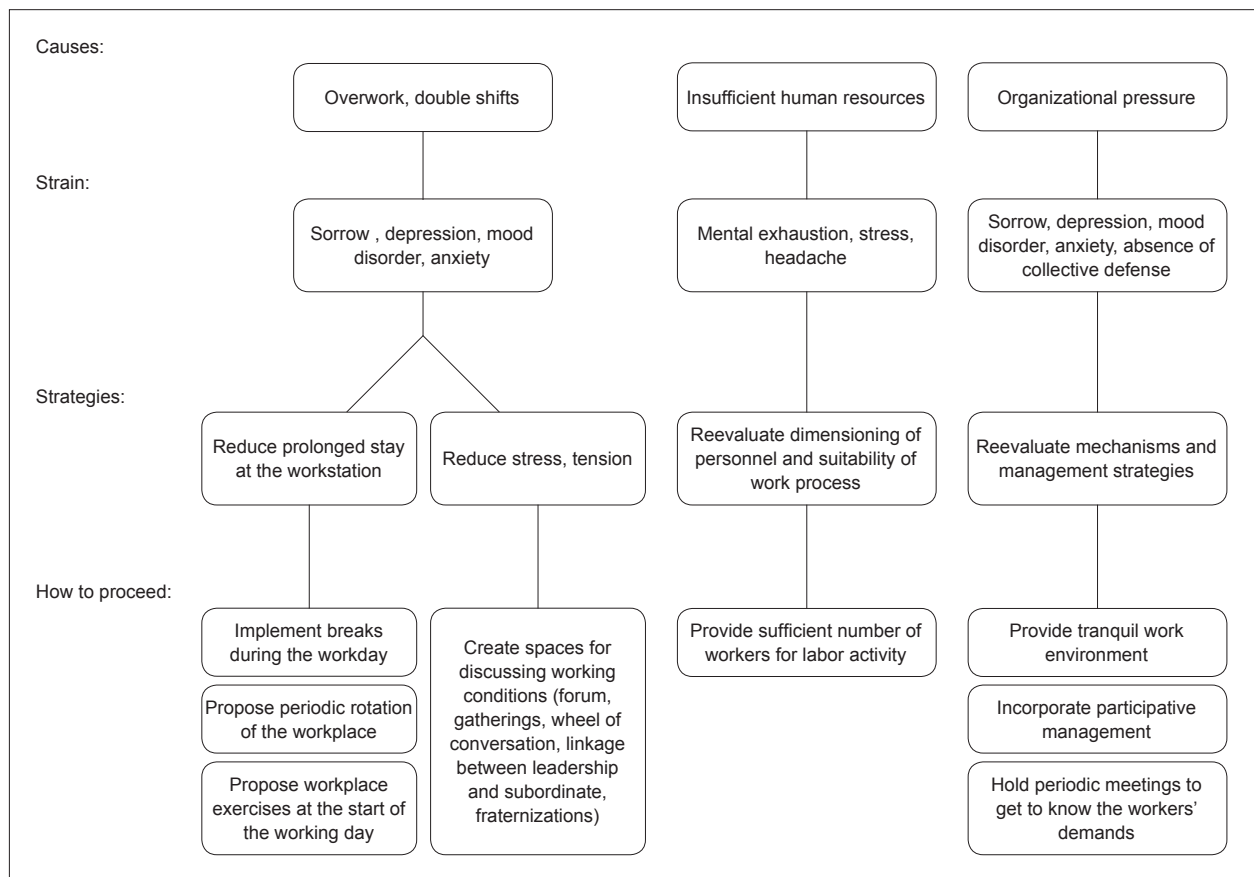 Causes:
Overwork, double shifts
Insufficient human resources
Organizational pressure
Strain:
Sorrow , depression, mood
disorder, anxiety
Mental exhaustion, stress,
headache
Sorrow, depression, mood
disorder, anxiety, absence of
collective defense
Strategies:
Reduce prolonged stay
at the workstation
Reduce stress, tension
Reevaluate dimensioning of
personnel and suitability of
work process
Reevaluate mechanisms and
management strategies
How to proceed:
Implement breaks
during the workday
Propose periodic rotation
of the workplace
Propose workplace
exercises at the start of
the working day
Create spaces for
discussing working
conditions (forum,
gatherings, wheel of
conversation, linkage
between leadership
and subordinate,
fraternizations)
Provide sufficient number of
workers for labor activity
Provide tranquil work
environment
Incorporate participative
management
Hold periodic meetings to
get to know the workers’
demands